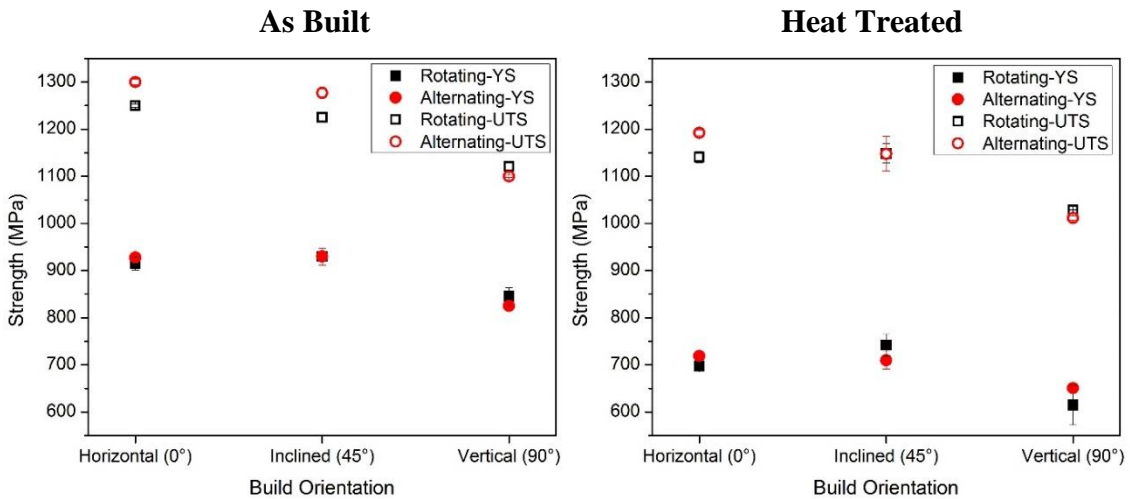 As Built
Strength (MPa)
1300
1200
1100
1000
900
800
700
600
Rotating-YS
Alternating-YS
Rotating-UTS
Alternating-UTS
Horizontal (0°)
Inclined (45°)
Vertical (90°)
Build Orientation
Heat Treated
Strength (MPa)
1300
1200
1100
1000
900
800
700
600
Rotating-YS
Alternating-YS
Rotating-UTS
Alternating-UTS
Horizontal (0°)
Inclined (45°)
Vertical (90°)
Build Orientation